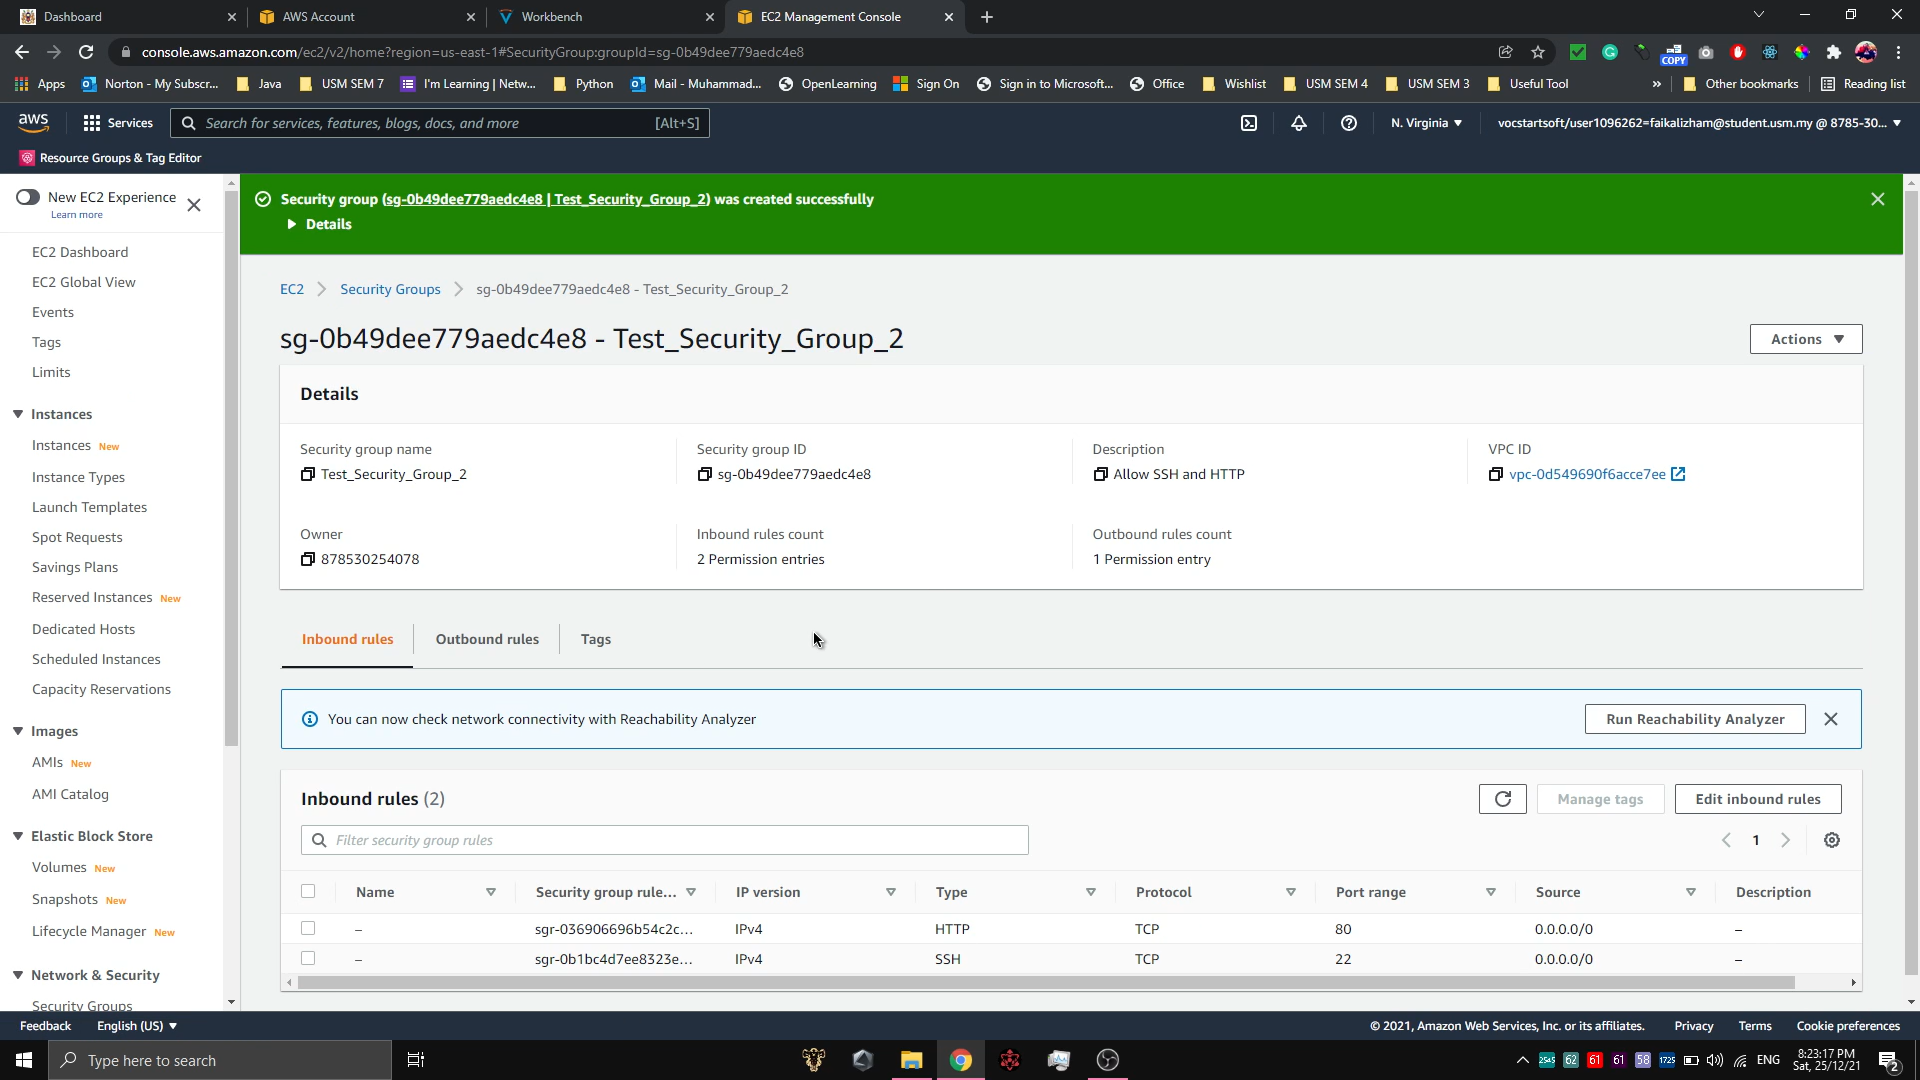 Dashboard
AWS Account
Workbench
EC2 Management Console
console.aws.amazon.com/ec2/v2/home?region=us-east-1#SecurityGroup:groupId=sg-0b49dee779aedc4e8
COPY
Apps
Norton - My Subscr...
Java
USM SEM 7
I'm Learning | Netw...
Python
Mail - Muhammad...
OpenLearning
Sign On
Sign in to Microsoft...
Office
Wishlist
USM SEM 4
USM SEM 3
Useful Tool
»
Other bookmarks
Reading list
aws
Services
Search for services, features, blogs, docs, and more
[Alt+S]
N. Virginia
vocstartsoft/user1096262=faikalizham@student.usm.my @ 8785-30...
Resource Groups & Tag Editor
New EC2 Experience
Learn more
EC2 Dashboard
EC2 Global View
Events
Tags
Limits
Instances
Instances New
Instance Types
Launch Templates
Spot Requests
Savings Plans
Reserved Instances New
Dedicated Hosts
Scheduled Instances
Capacity Reservations
Images
AMIs New
AMI Catalog
Elastic Block Store
Volumes New
Snapshots New
Lifecycle Manager New
Network & Security
Security Groups
Security group (sg-0b49dee779aedc4e8 | Test_Security_Group_2) was created successfully
Details
EC2
Security Groups
sg-0b49dee779aedc4e8 - Test_Security_Group_2
sg-0b49dee779aedc4e8 - Test_Security_Group_2
Actions
Details
Security group name
Test_Security_Group_2
Security group ID
sg-0b49dee779aedc4e8
Description
Allow SSH and HTTP
VPC ID
vpc-0d549690f6acce7ee
Owner
878530254078
Inbound rules count
2 Permission entries
Outbound rules count
1 Permission entry
Inbound rules
Outbound rules
Tags
You can now check network connectivity with Reachability Analyzer
Run Reachability Analyzer
Inbound rules (2)
Manage tags
Edit inbound rules
Filter security group rules
1
Name
Security group rule...
IP version
Type
Protocol
Port range
Source
Description
– sgr-036906696b54c2c... IPv4 HTTP TCP 80 0.0.0.0/0 –
– sgr-0b1bc4d7ee8323e... IPv4 SSH TCP 22 0.0.0.0/0 –
Feedback
English (US)
© 2021, Amazon Web Services, Inc. or its affiliates.
Privacy
Terms
Cookie preferences
Type here to search
2545
62
61
61
58
1725
ENG
8:23:17 PM
Sat, 25/12/21
2